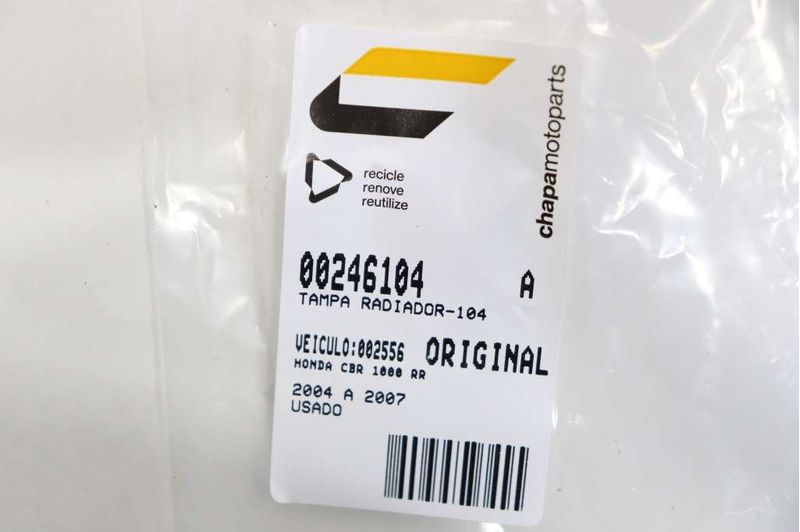 chapamotoparts
recicle
renove
reutilize
00246104 A
TAMPA RADIADOR-104
VEICULO:002556 ORIGINAL
HONDA CBR 1000 RR
2004 A 2007
USADO